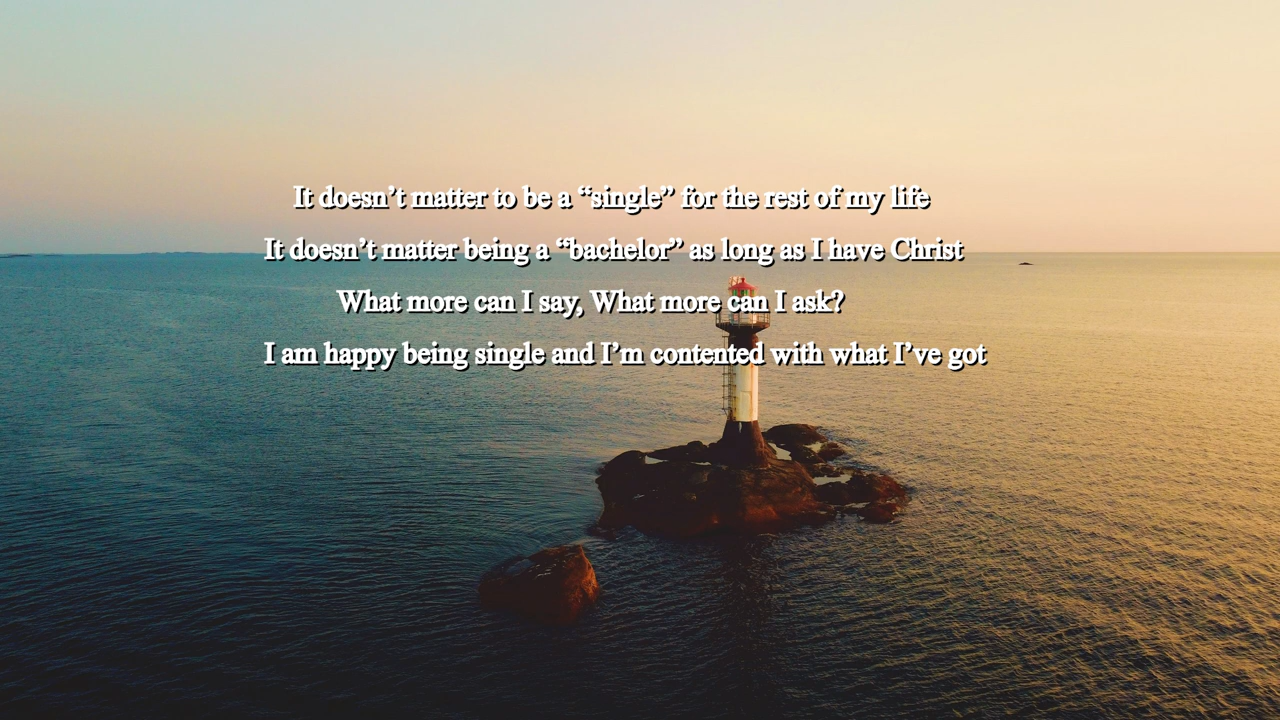 It doesn’t matter to be a “single” for the rest of my life
It doesn’t matter being a “bachelor” as long as I have Christ
What more can I say, What more can I ask?
I am happy being single and I’m contented with what I’ve got